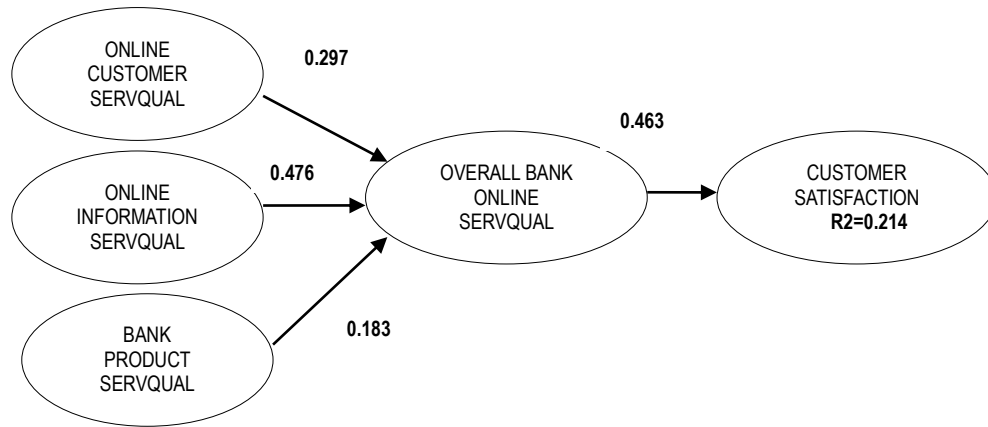 ONLINE
CUSTOMER
SERVQUAL
0.297
ONLINE
INFORMATION
SERVQUAL
0.476
BANK
PRODUCT
SERVQUAL
0.183
OVERALL BANK
ONLINE
SERVQUAL
0.463
CUSTOMER
SATISFACTION
R2=0.214